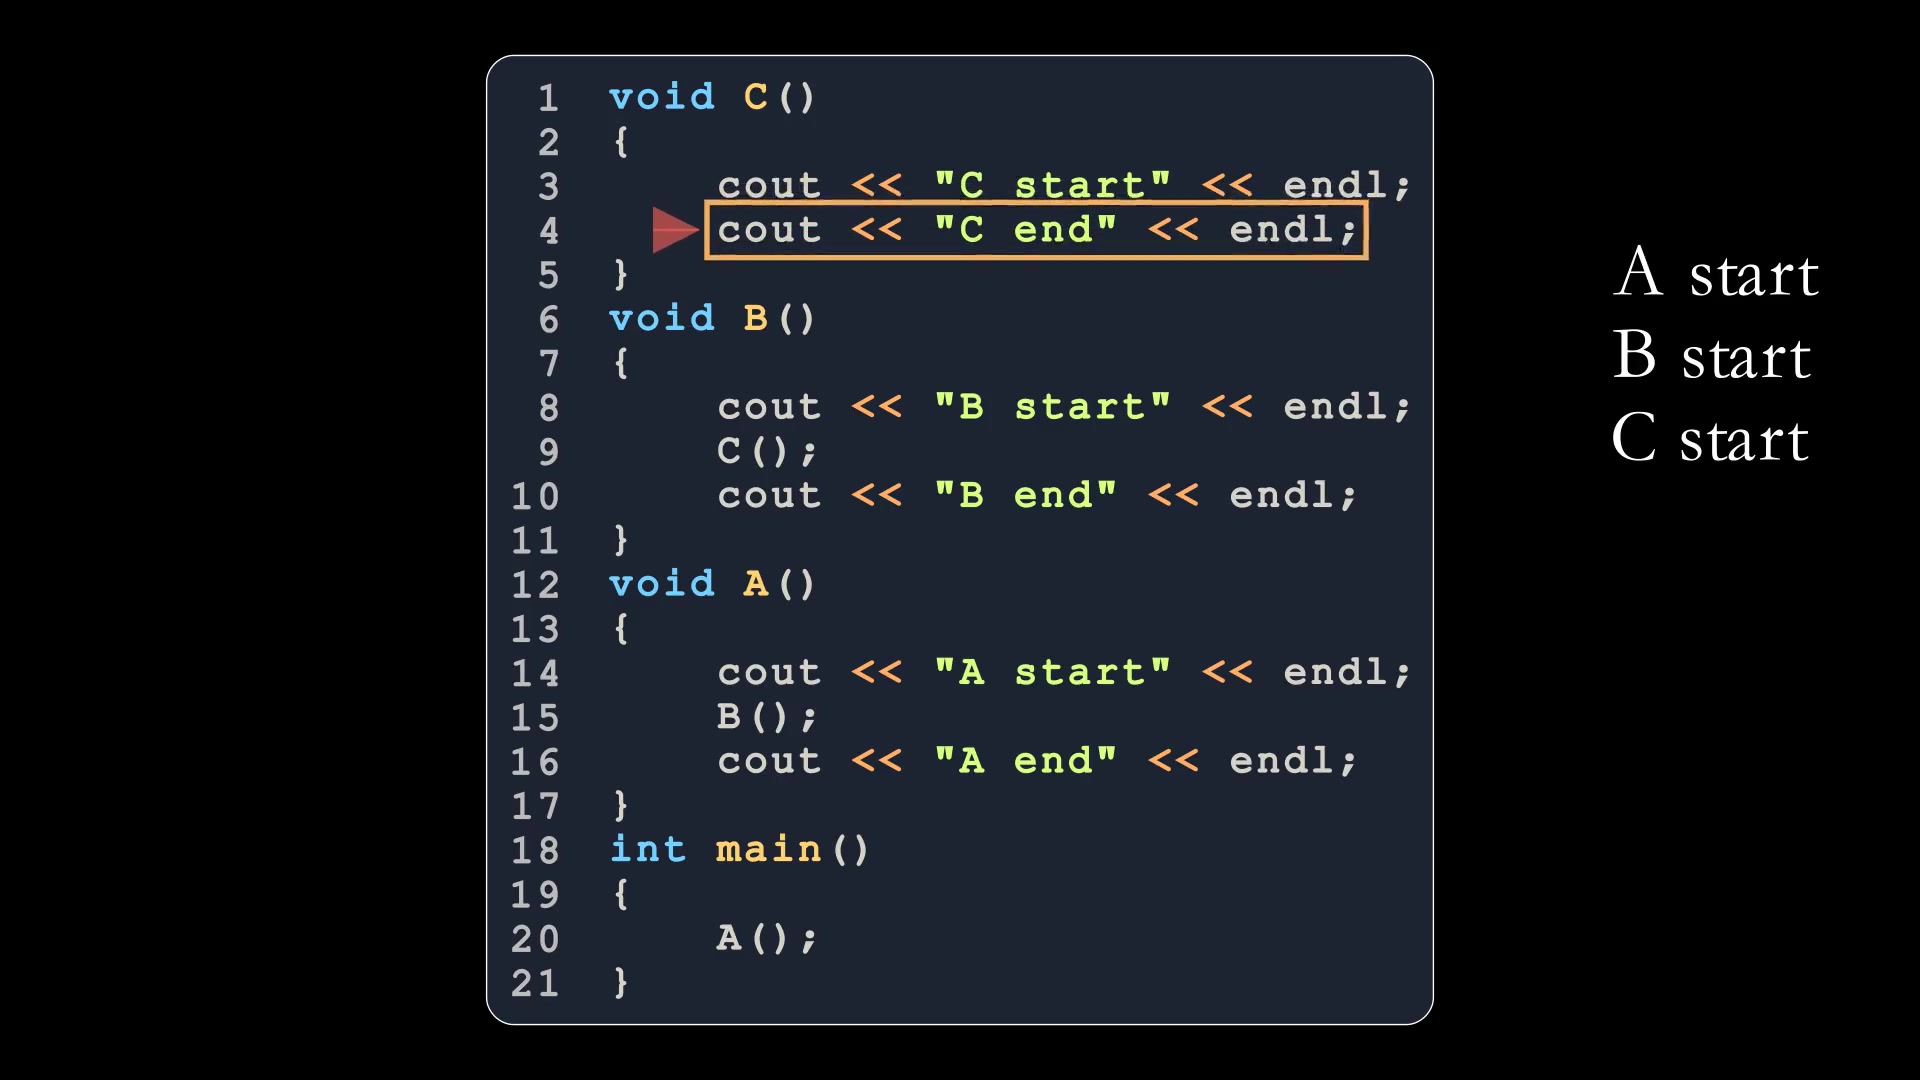 1 void C()
2 {
3 cout << "C start" << endl;
4 cout << "C end" << endl;
5 }
6 void B()
7 {
8 cout << "B start" << endl;
9 C();
10 cout << "B end" << endl;
11 }
12 void A()
13 {
14 cout << "A start" << endl;
15 B();
16 cout << "A end" << endl;
17 }
18 int main()
19 {
20 A();
21 }
A start
B start
C start